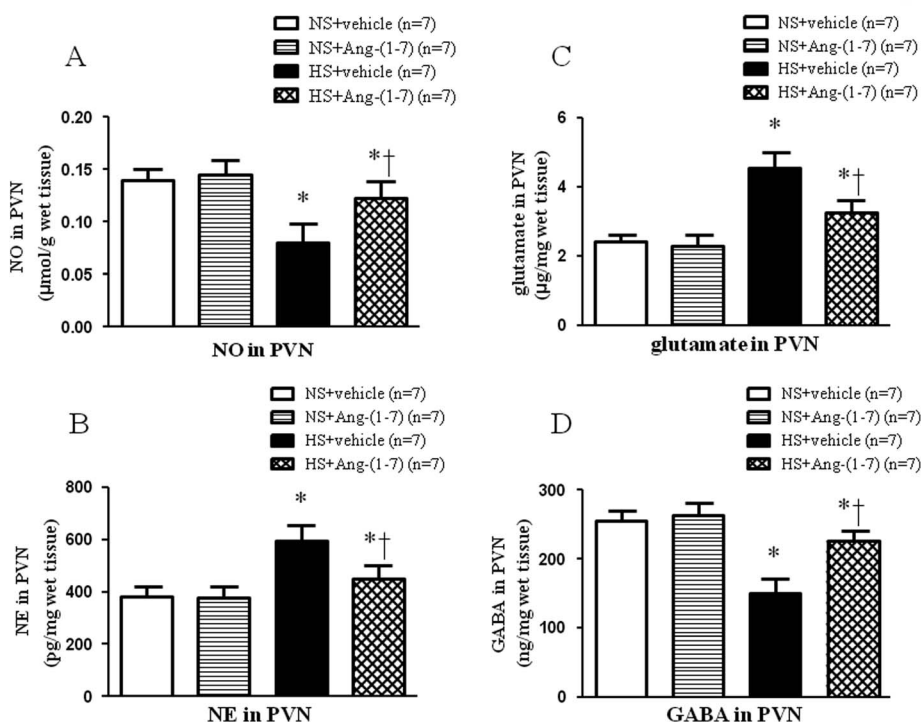 A
NS+vehicle (n=7)
NS+Ang-(1-7) (n=7)
HS+vehicle (n=7)
HS+Ang-(1-7) (n=7)
NO in PVN
(μmol/g wet tissue)
0.20
0.15
0.10
0.05
0.00
*
*†
NO in PVN
C
NS+vehicle (n=7)
NS+Ang-(1-7) (n=7)
HS+vehicle (n=7)
HS+Ang-(1-7) (n=7)
glutamate in PVN
(μg/mg wet tissue)
6
4
2
0
*
*†
glutamate in PVN
B
NS+vehicle (n=7)
NS+Ang-(1-7) (n=7)
HS+vehicle (n=7)
HS+Ang-(1-7) (n=7)
NE in PVN
(pg/mg wet tissue)
800
600
400
200
0
*
*†
NE in PVN
D
NS+vehicle (n=7)
NS+Ang-(1-7) (n=7)
HS+vehicle (n=7)
HS+Ang-(1-7) (n=7)
GABA in PVN
(ng/mg wet tissue)
300
200
100
0
*
*†
GABA in PVN